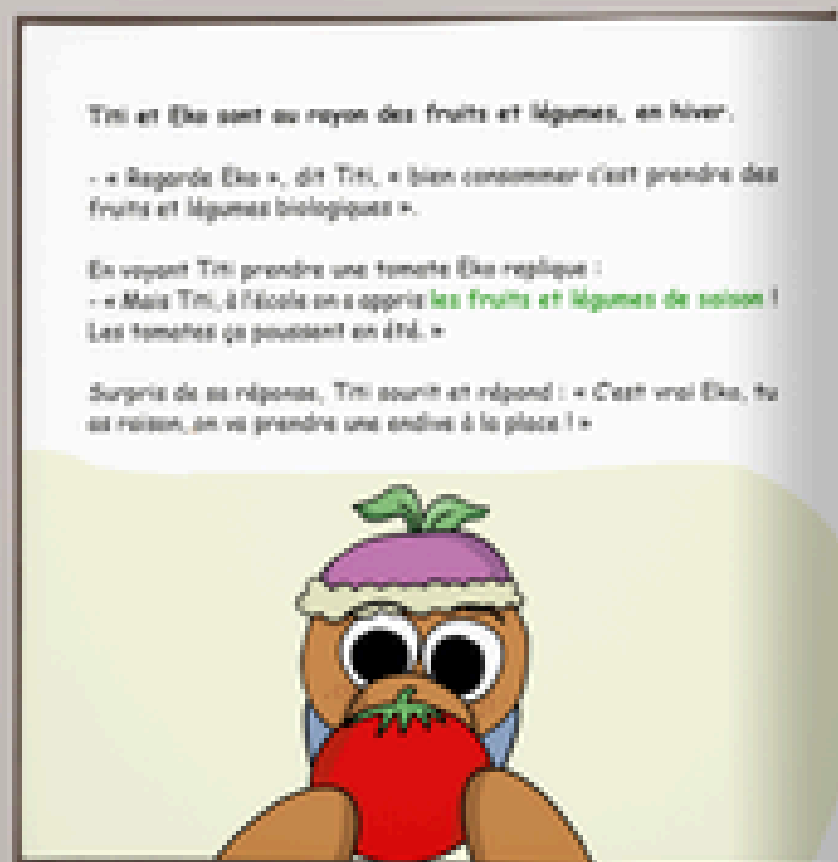 Titi et Eko sont au rayon des fruits et légumes, en hiver.
- « Regarde Eko », dit Titi, « bien consommer c'est prendre des
fruits et légumes biologiques ».
En voyant Titi prendre une tomate Eko replique :
- « Mais Titi, à l'école on a appris les fruits et légumes de saison !
Les tomates ça poussent en été. »
Surpris de sa réponse, Titi sourit et répond : « C'est vrai Eko, tu
as raison, on va prendre une endive à la place ! »